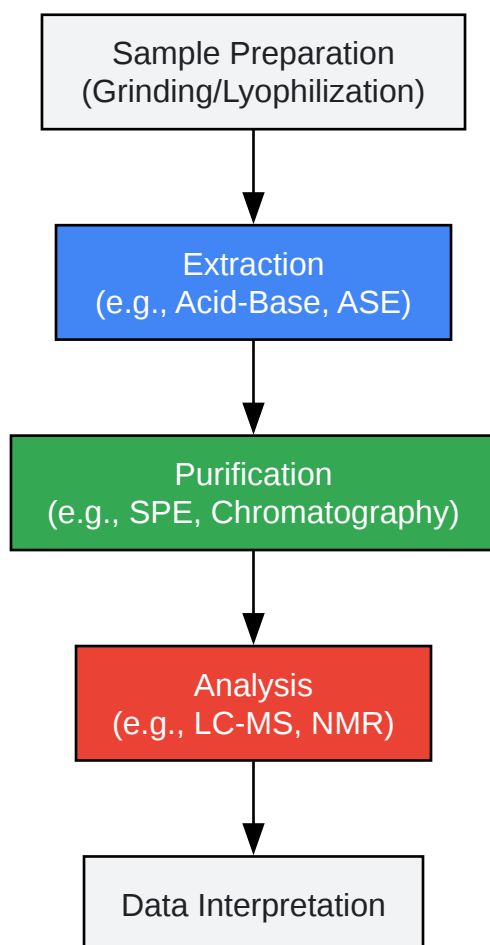 Sample Preparation
(Grinding/Lyophilization)
Extraction
(e.g., Acid-Base, ASE)
Purification
(e.g., SPE, Chromatography)
Analysis
(e.g., LC-MS, NMR)
Data Interpretation